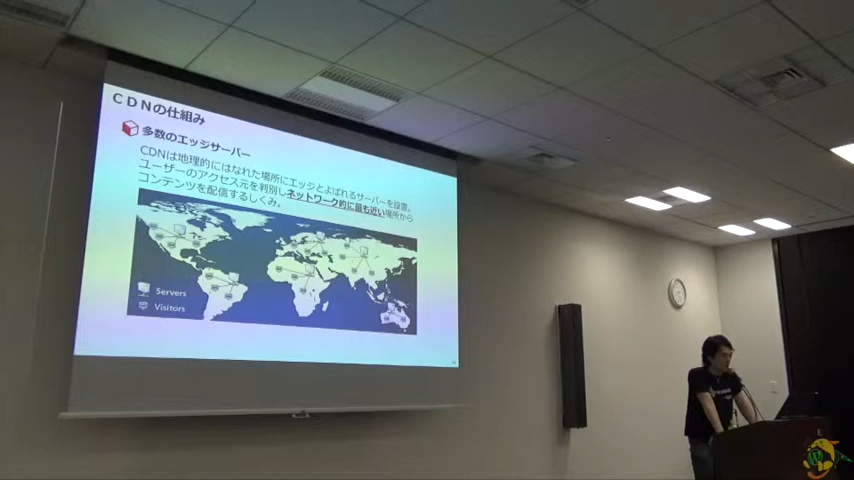 CDNの仕組み
多数のエッジサーバー
CDNは地理的にはなれた場所にエッジとよばれるサーバーを設置。
ユーザーのアクセス元を判別しネットワーク的に最も近い場所から
コンテンツを配信するしくみ。
Servers
Visitors